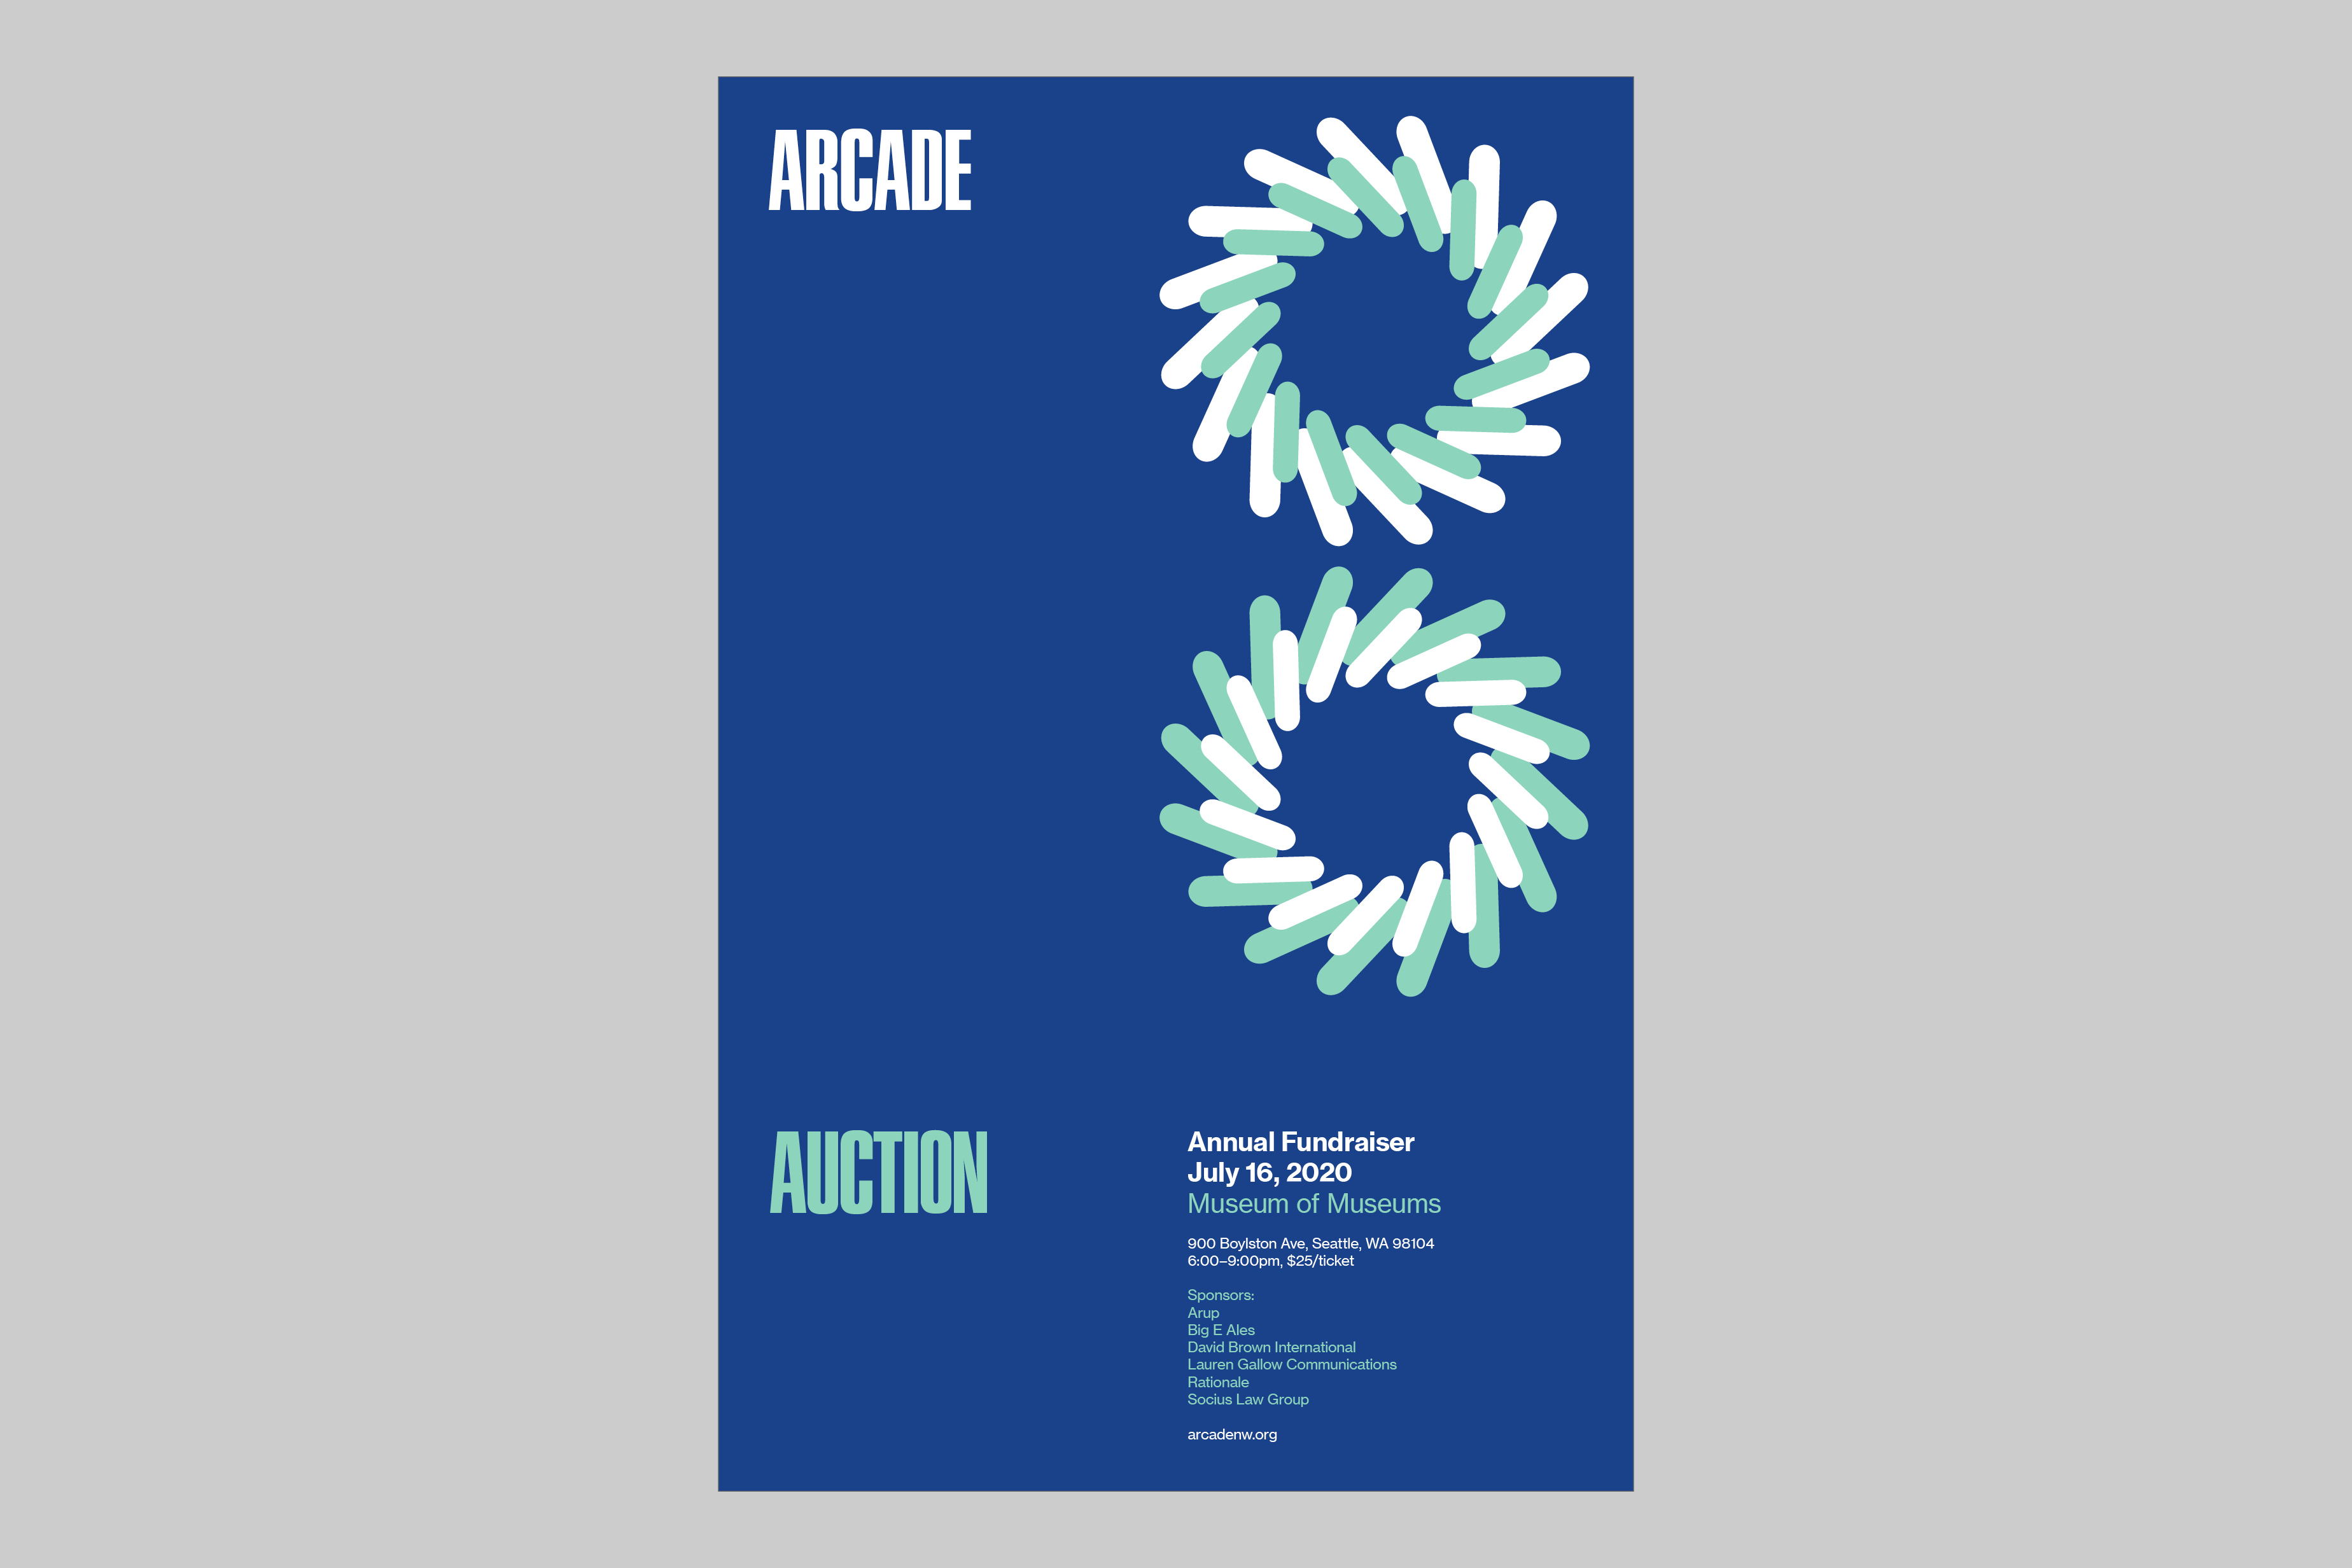 ARCADE
AUCTION
Annual Fundraiser
July 16, 2020
Museum of Museums
900 Boylston Ave, Seattle, WA 98104
6:00–9:00pm, $25/ticket
Sponsors:
Arup
Big E Ales
David Brown International
Lauren Gallow Communications
Rationale
Socius Law Group
arcadenw.org